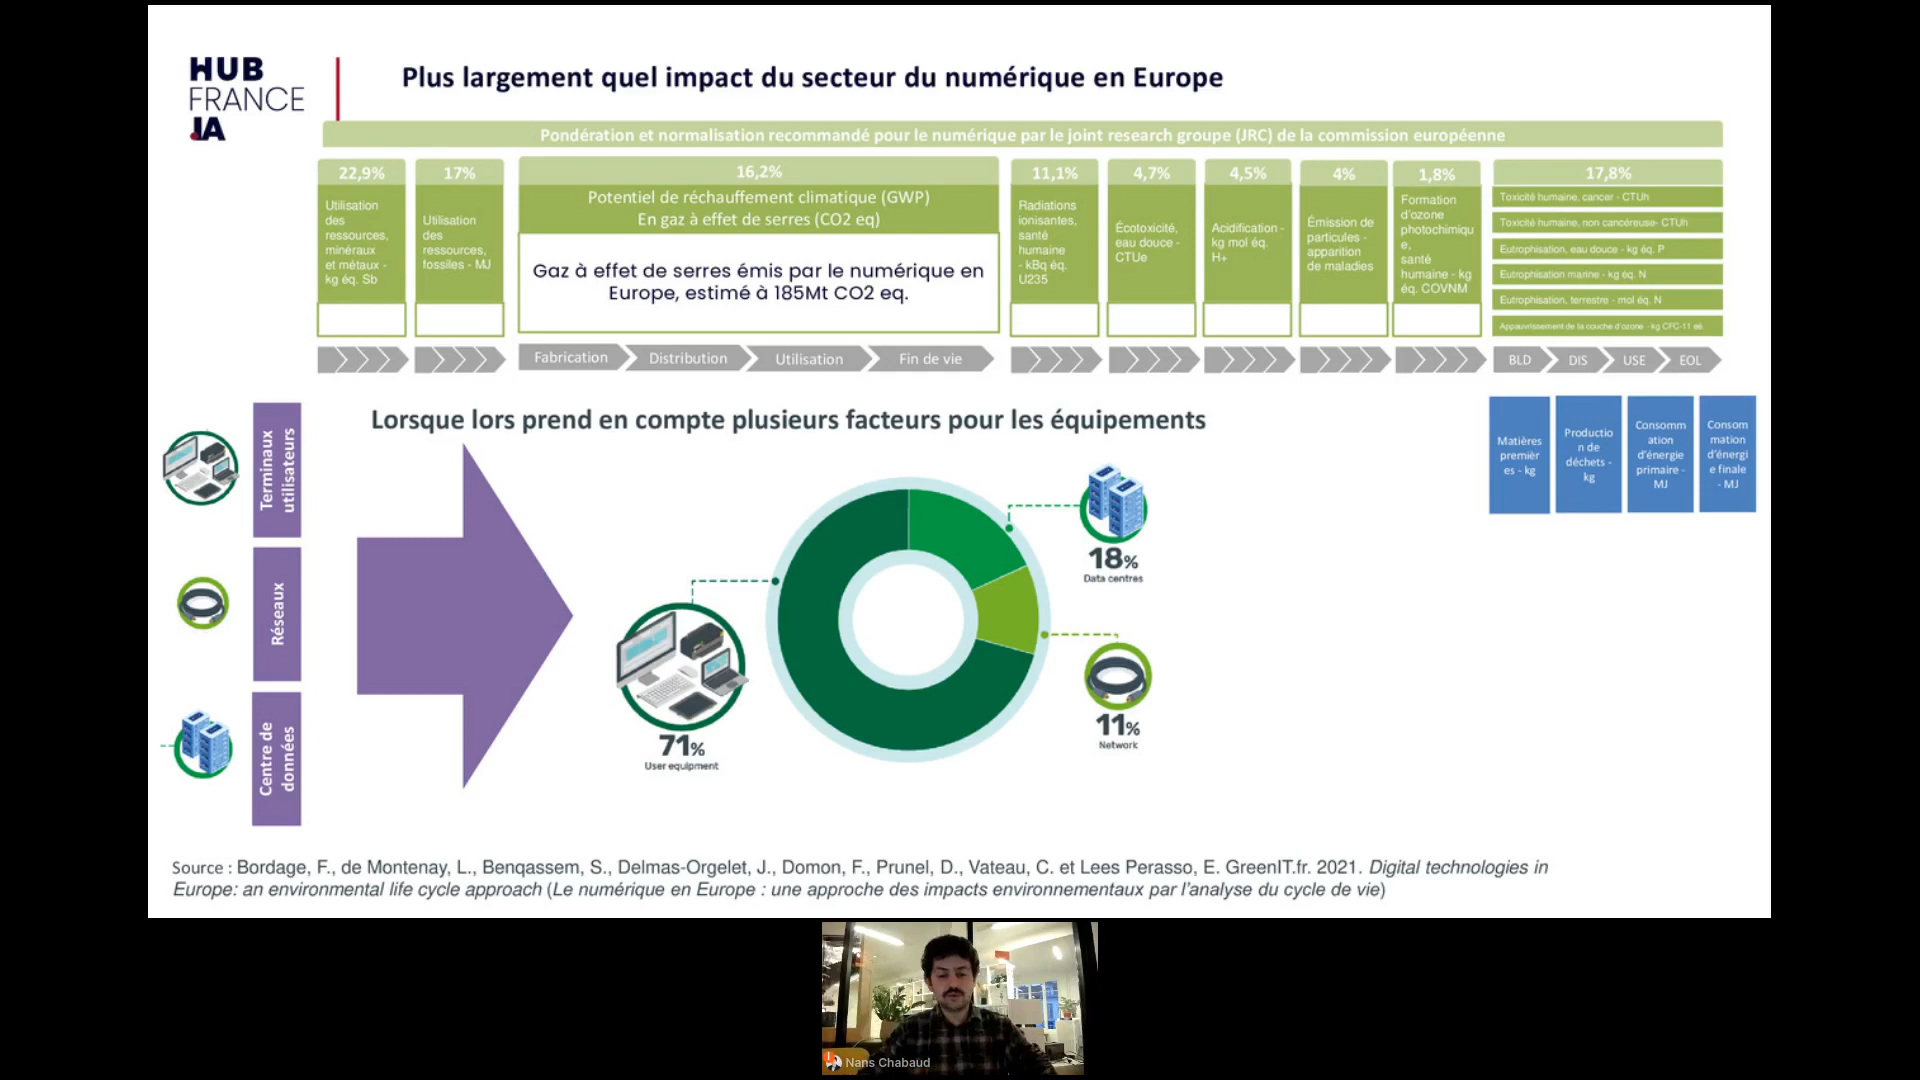 HUB
FRANCE
IA
Plus largement quel impact du secteur du numérique en Europe
Pondération et normalisation recommandé pour le numérique par le joint research groupe (JRC) de la commission européenne
22,9%
Utilisation
des
ressources,
minéraux
et métaux -
kg éq. Sb
17%
Utilisation
des
ressources,
fossiles - MJ
16,2%
Potentiel de réchauffement climatique (GWP)
En gaz à effet de serres (CO2 eq)
Gaz à effet de serres émis par le numérique en
Europe, estimé à 185Mt CO2 eq.
11,1%
Radiations
ionisantes,
santé
humaine
- kBq éq.
U235
4,7%
Écotoxicité,
eau douce -
CTUe
4,5%
Acidification -
kg mol éq.
H+
4%
Émission de
particules -
apparition
de maladies
1,8%
Formation
d'ozone
photochimiqu
e,
santé
humaine - kg
éq. COVNM
17,8%
Toxicité humaine, cancer - CTUh
Toxicité humaine, non cancéreuse- CTUh
Eutrophisation, eau douce - kg éq. P
Eutrophisation marine - kg éq. N
Eutrophisation, terrestre - mol éq. N
Appauvrissement de la couche d'ozone - kg CFC-11 eé.
Fabrication
Distribution
Utilisation
Fin de vie
BLD
DIS
USE
EOL
Terminaux
utilisateurs
Réseaux
Centre de
données
Lorsque lors prend en compte plusieurs facteurs pour les équipements
18%
Data centres
11%
Network
71%
User equipment
Matières
premièr
es - kg
Productio
n de
déchets -
kg
Consomm
ation
d'énergie
primaire -
MJ
Consom
mation
d'énergi
e finale
- MJ
Source : Bordage, F., de Montenay, L., Benqassem, S., Delmas-Orgelet, J., Domon, F., Prunel, D., Vateau, C. et Lees Perasso, E. GreenIT.fr. 2021. Digital technologies in
Europe: an environmental life cycle approach (Le numérique en Europe : une approche des impacts environnementaux par l'analyse du cycle de vie)
Nans Chabaud